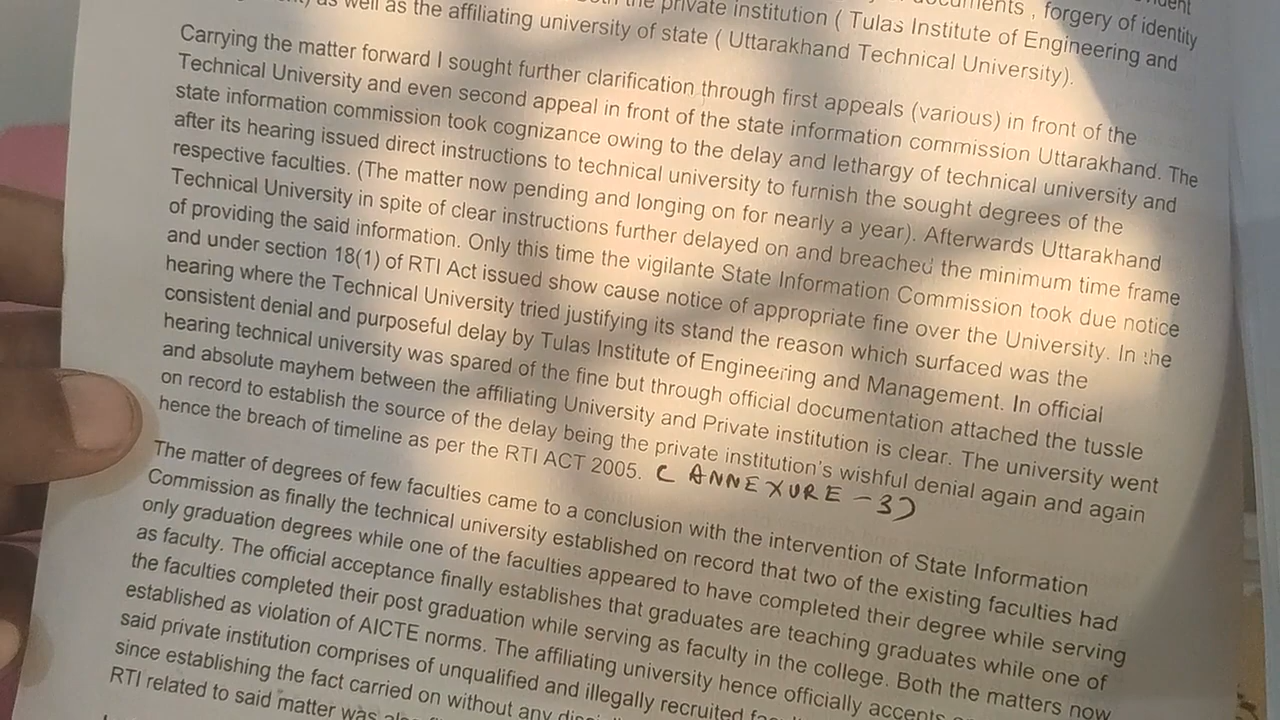 documents , forgery of identity
as well as the affiliating university of state ( Uttarakhand Technical University).
the private institution ( Tulas Institute of Engineering and
Carrying the matter forward I sought further clarification through first appeals (various) in front of the
Technical University and even second appeal in front of the state information commission Uttarakhand. The
state information commission took cognizance owing to the delay and lethargy of technical university and
after its hearing issued direct instructions to technical university to furnish the sought degrees of the
respective faculties. (The matter now pending and longing on for nearly a year). Afterwards Uttarakhand
Technical University in spite of clear instructions further delayed on and breached the minimum time frame
of providing the said information. Only this time the vigilante State Information Commission took due notice
and under section 18(1) of RTI Act issued show cause notice of appropriate fine over the University. In the
hearing where the Technical University tried justifying its stand the reason which surfaced was the
consistent denial and purposeful delay by Tulas Institute of Engineering and Management. In official
hearing technical university was spared of the fine but through official documentation attached the tussle
and absolute mayhem between the affiliating University and Private institution is clear. The university went
on record to establish the source of the delay being the private institution's wishful denial again and again
hence the breach of timeline as per the RTI ACT 2005. ( ANNEXURE - 3)
The matter of degrees of few faculties came to a conclusion with the intervention of State Information
Commission as finally the technical university established on record that two of the existing faculties had
only graduation degrees while one of the faculties appeared to have completed their degree while serving
as faculty. The official acceptance finally establishes that graduates are teaching graduates while one of
the faculties completed their post graduation while serving as faculty in the college. Both the matters now
established as violation of AICTE norms. The affiliating university hence officially accepts
said private institution comprises of unqualified and illegally recruited
since establishing the fact carried on without any
RTI related to said matter was